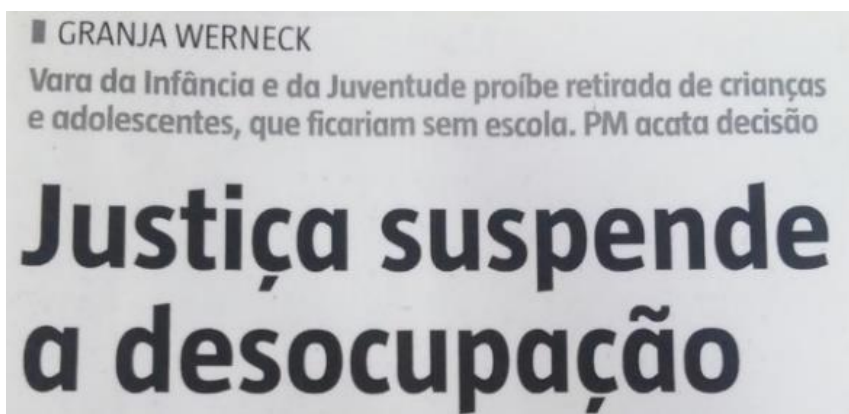 GRANJA WERNECK
Vara da Infância e da Juventude proíbe retirada de crianças
e adolescentes, que ficariam sem escola. PM acata decisão
Justiça suspende
a desocupação